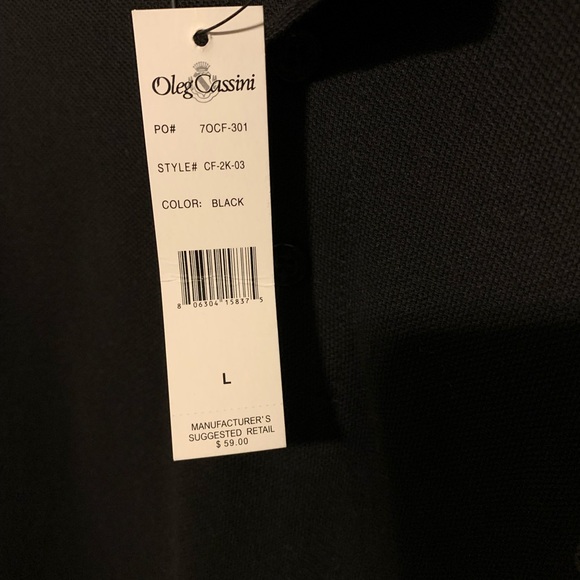 Oleg Cassini
PO# 7OCF-301
STYLE# CF-2K-03
COLOR: BLACK
8 06304 15837 5
L
MANUFACTURER'S
SUGGESTED RETAIL
$ 59.00